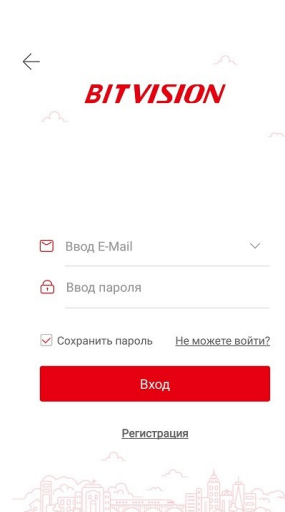 BITVISION
Ввод E-Mail
Ввод пароля
Сохранить пароль Не можете войти?
Вход
Регистрация